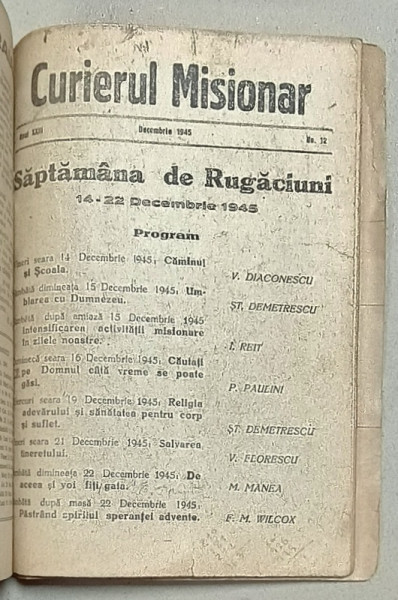 Curierul Misionar
Anul XXIII Decembrie 1945 No. 12
Săptămâna de Rugăciuni
14-22 Decembrie 1945
Program
seara 14 Decembrie 1945: Căminul
și Școala. V. DIACONESCU
dimineața 15 Decembrie 1945: Um-
blarea cu Dumnezeu. ȘT. DEMETRESCU
după amiază 15 Decembrie 1945
Intensificarea activității misionare
în zilele noastre. I. REIT
seara 16 Decembrie 1945: Căutați
pe Domnul câtă vreme se poate
găsi. P. PAULINI
seara 19 Decembrie 1945: Religia
adevărului și sănătatea pentru corp
și suflet. ȘT. DEMETRESCU
seara 21 Decembrie 1945: Salvarea
tineretului. V. FLORESCU
dimineața 22 Decembrie 1945: De
aceea și voi fiți gata. M. MANEA
după masă 22 Decembrie 1945:
Păstrând spiritul speranței advente. F. M. WILCOX